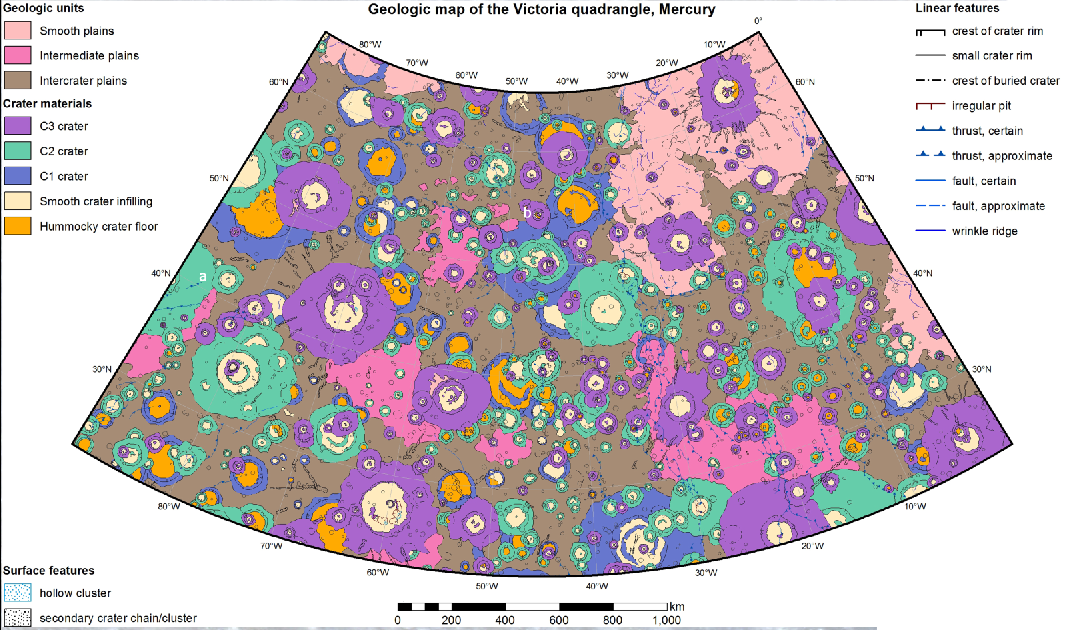 Geologic map of the Victoria quadrangle, Mercury
Geologic units
Smooth plains
Intermediate plains
Intercrater plains
Crater materials
C3 crater
C2 crater
C1 crater
Smooth crater infilling
Hummocky crater floor
Surface features
hollow cluster
secondary crater chain/cluster
Linear features
crest of crater rim
small crater rim
crest of buried crater
irregular pit
thrust, certain
thrust, approximate
fault, certain
fault, approximate
wrinkle ridge
80°W
70°W
60°W
50°W
40°W
30°W
20°W
10°W
0°
60°N
60°N
50°N
50°N
40°N
40°N
30°N
30°N
a
b
80°W
70°W
60°W
50°W
40°W
30°W
20°W
10°W
km
0 200 400 600 800 1,000